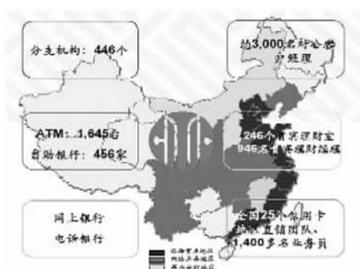 分支机构：446个
约3,000名对公客
户经理
ATM：1,645台
自助银行：456家
246个贵宾理财室
946名贵宾理财经理
网上银行
电话银行
全国25个信用卡
直销团队、
1,400多名业务员